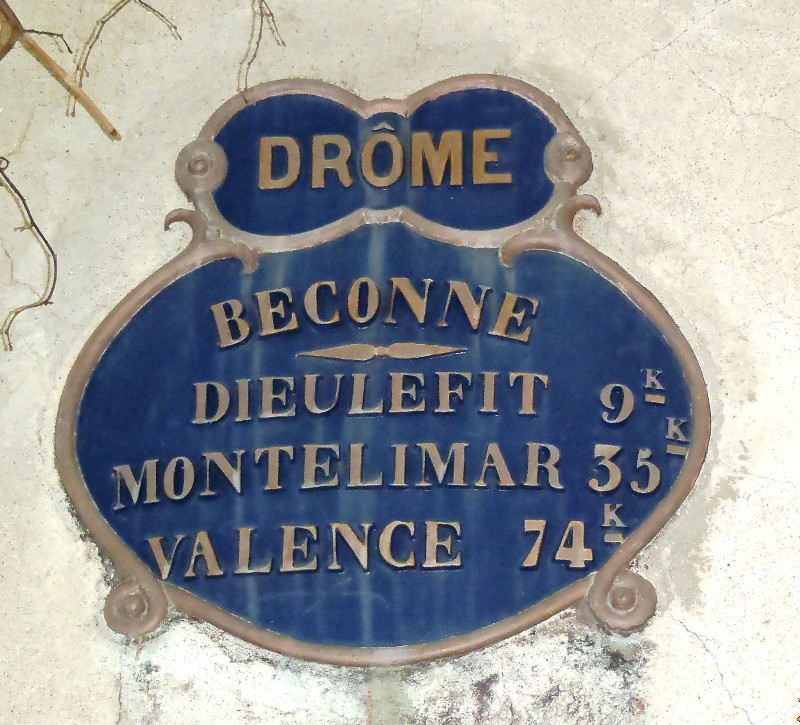 DRÔME
BECONNE
DIEULEFIT 9K
MONTELIMAR 35K
VALENCE 74K